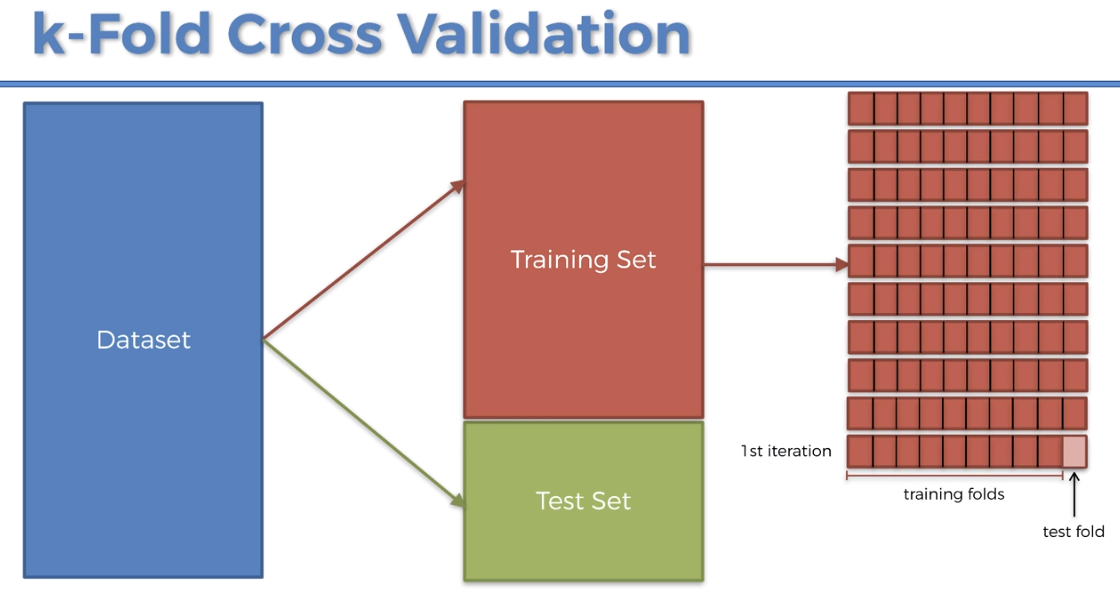 k-Fold Cross Validation
Dataset
Training Set
Test Set
1st iteration
training folds
test fold